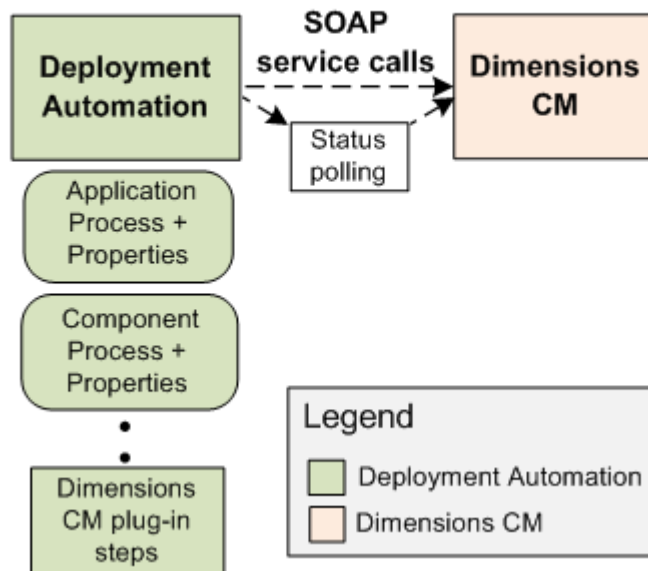 Deployment
Automation
SOAP
service calls
Dimensions
CM
Status
polling
Application
Process +
Properties
Component
Process +
Properties
Dimensions
CM plug-in
steps
Legend
Deployment Automation
Dimensions CM